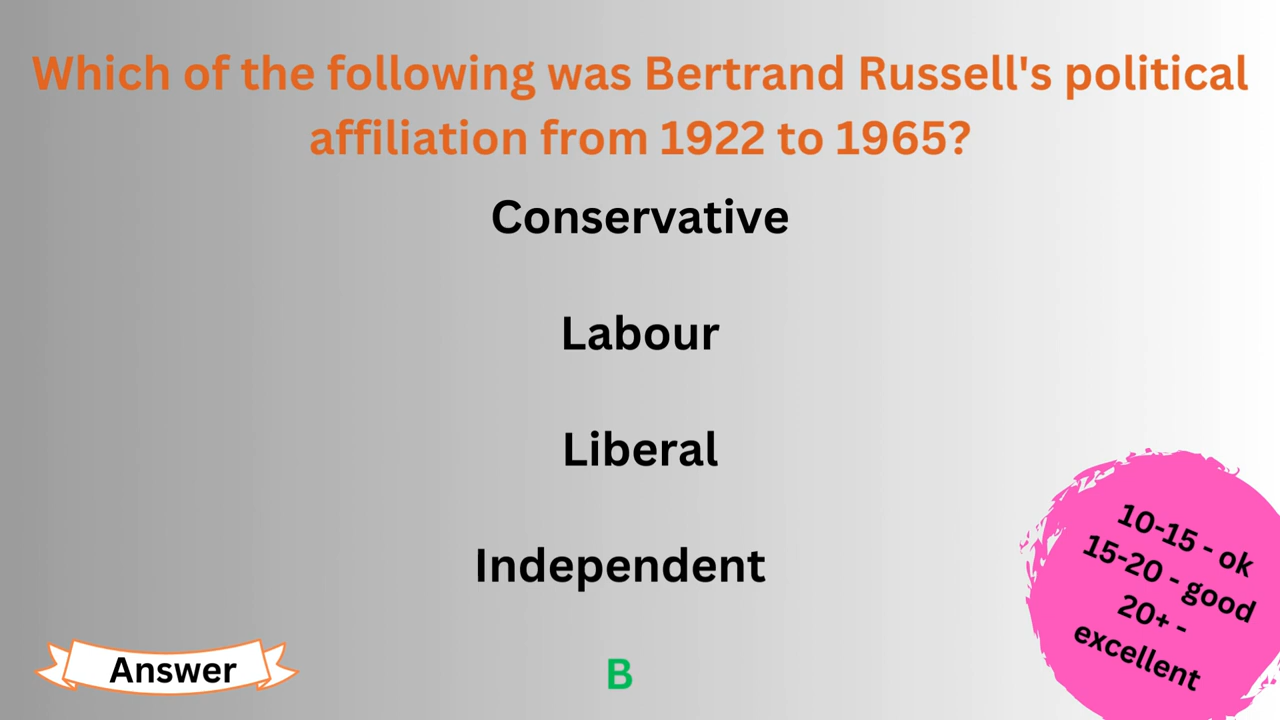 Which of the following was Bertrand Russell's political
affiliation from 1922 to 1965?
Conservative
Labour
Liberal
Independent
10-15 - ok
15-20 - good
20+ -
excellent
Answer
B